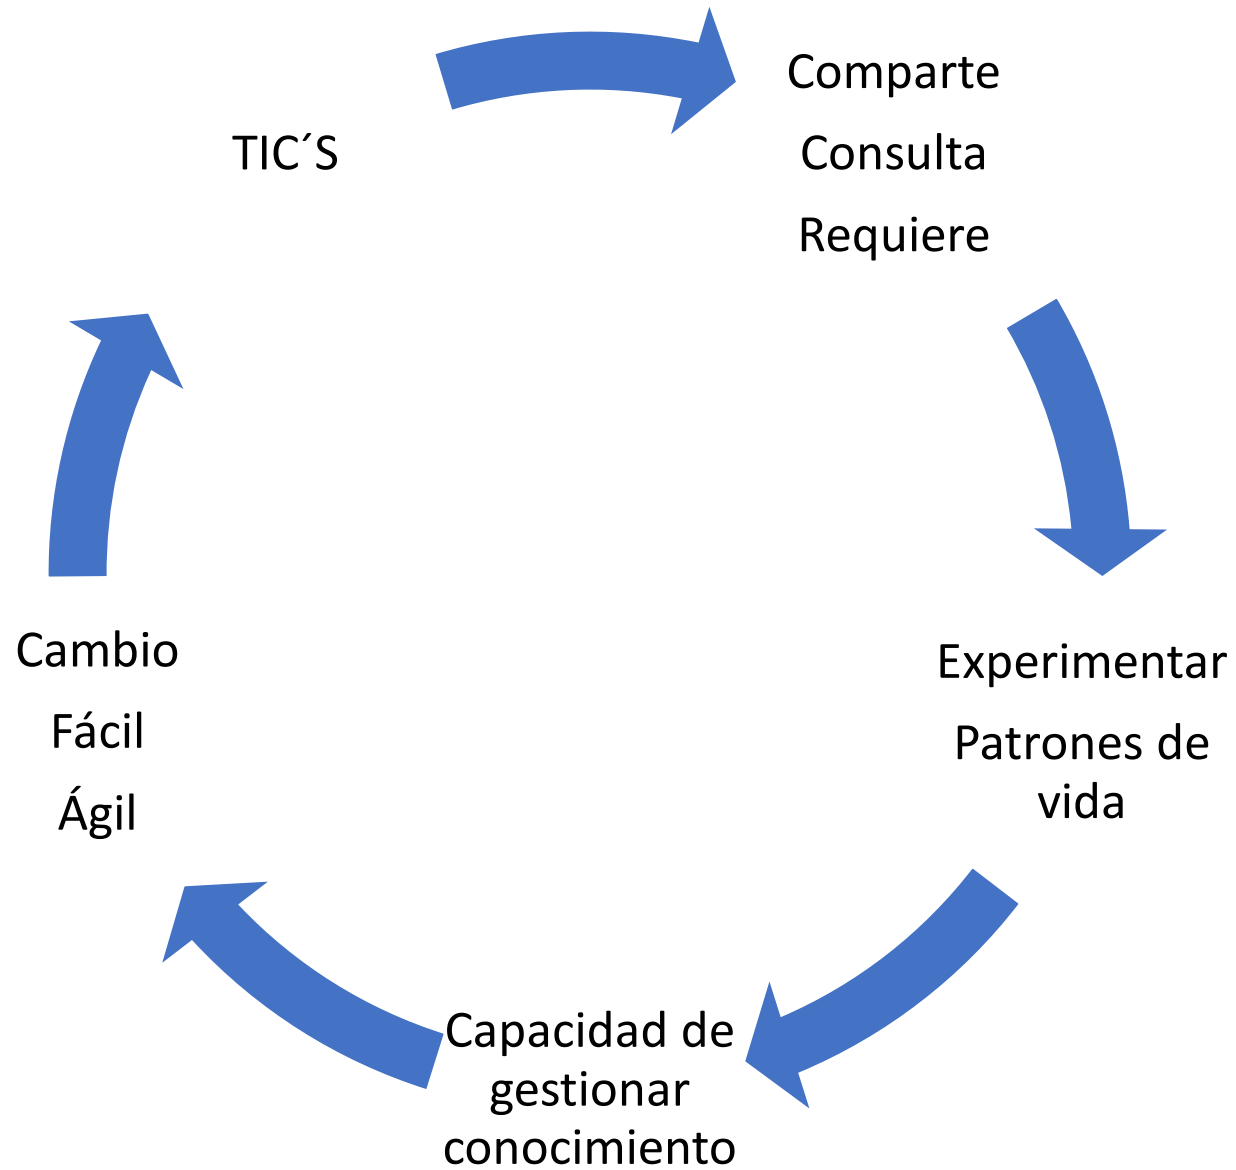 TIC´S
Comparte
Consulta
Requiere
Experimentar
Patrones de
vida
Capacidad de
gestionar
conocimiento
Cambio
Fácil
Ágil